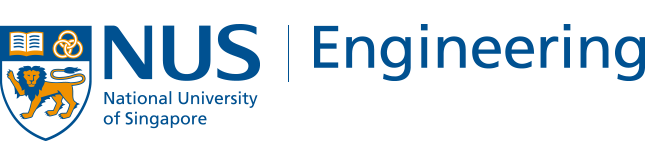 NUS
National University
of Singapore
Engineering